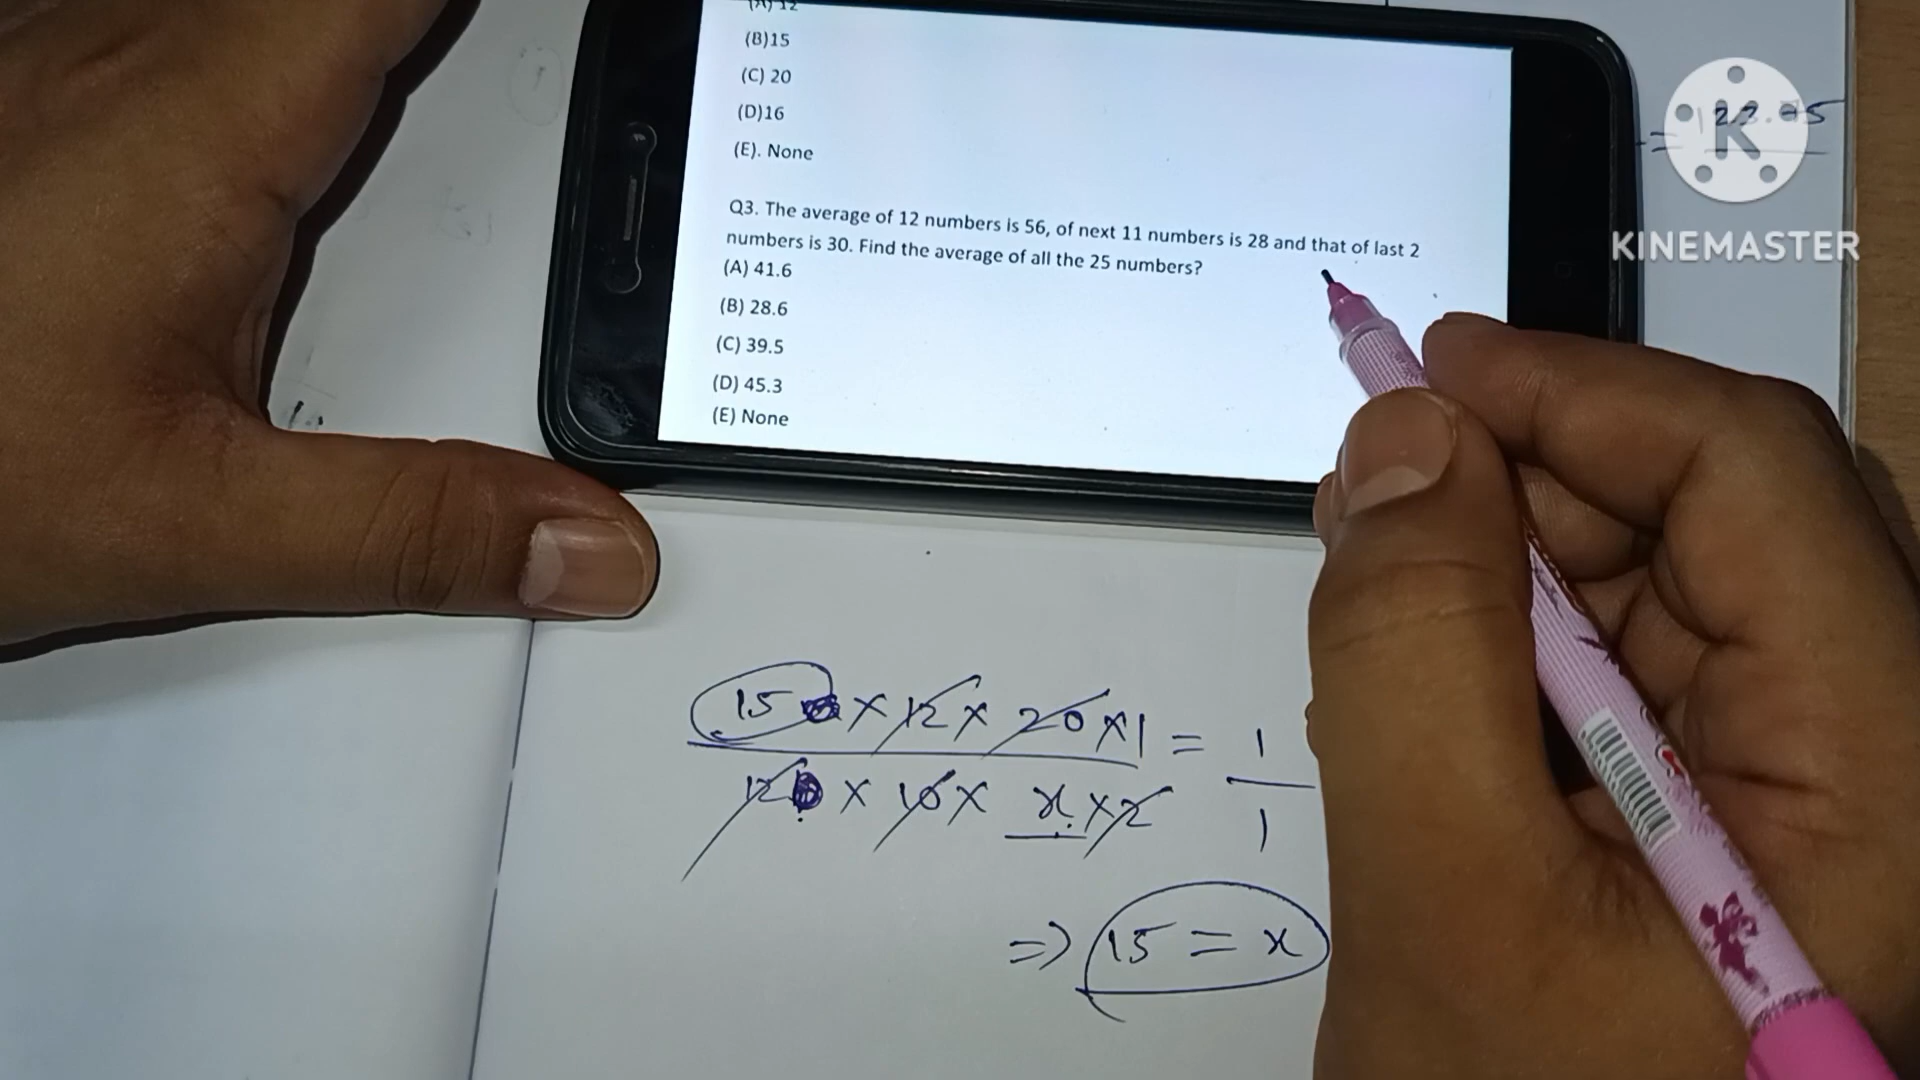 (A) 12
(B)15
(C) 20
(D)16
(E). None
Q3. The average of 12 numbers is 56, of next 11 numbers is 28 and that of last 2
numbers is 30. Find the average of all the 25 numbers?
(A) 41.6
(B) 28.6
(C) 39.5
(D) 45.3
(E) None
K
KINEMASTER
15 x 12 x 20 x 1 = 1
12 x 10 x x x 2 1
=> 15 = x